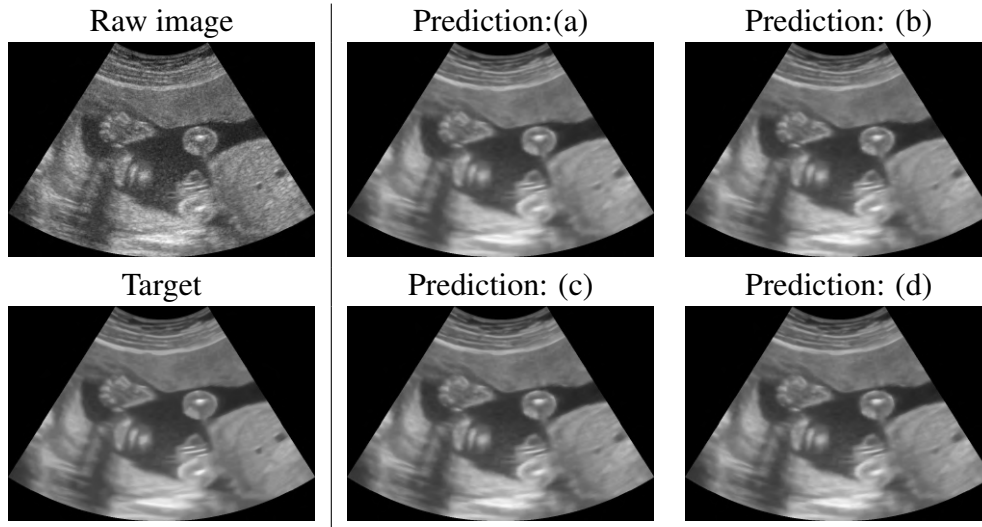 Raw image
Prediction:(a)
Prediction: (b)
Target
Prediction: (c)
Prediction: (d)